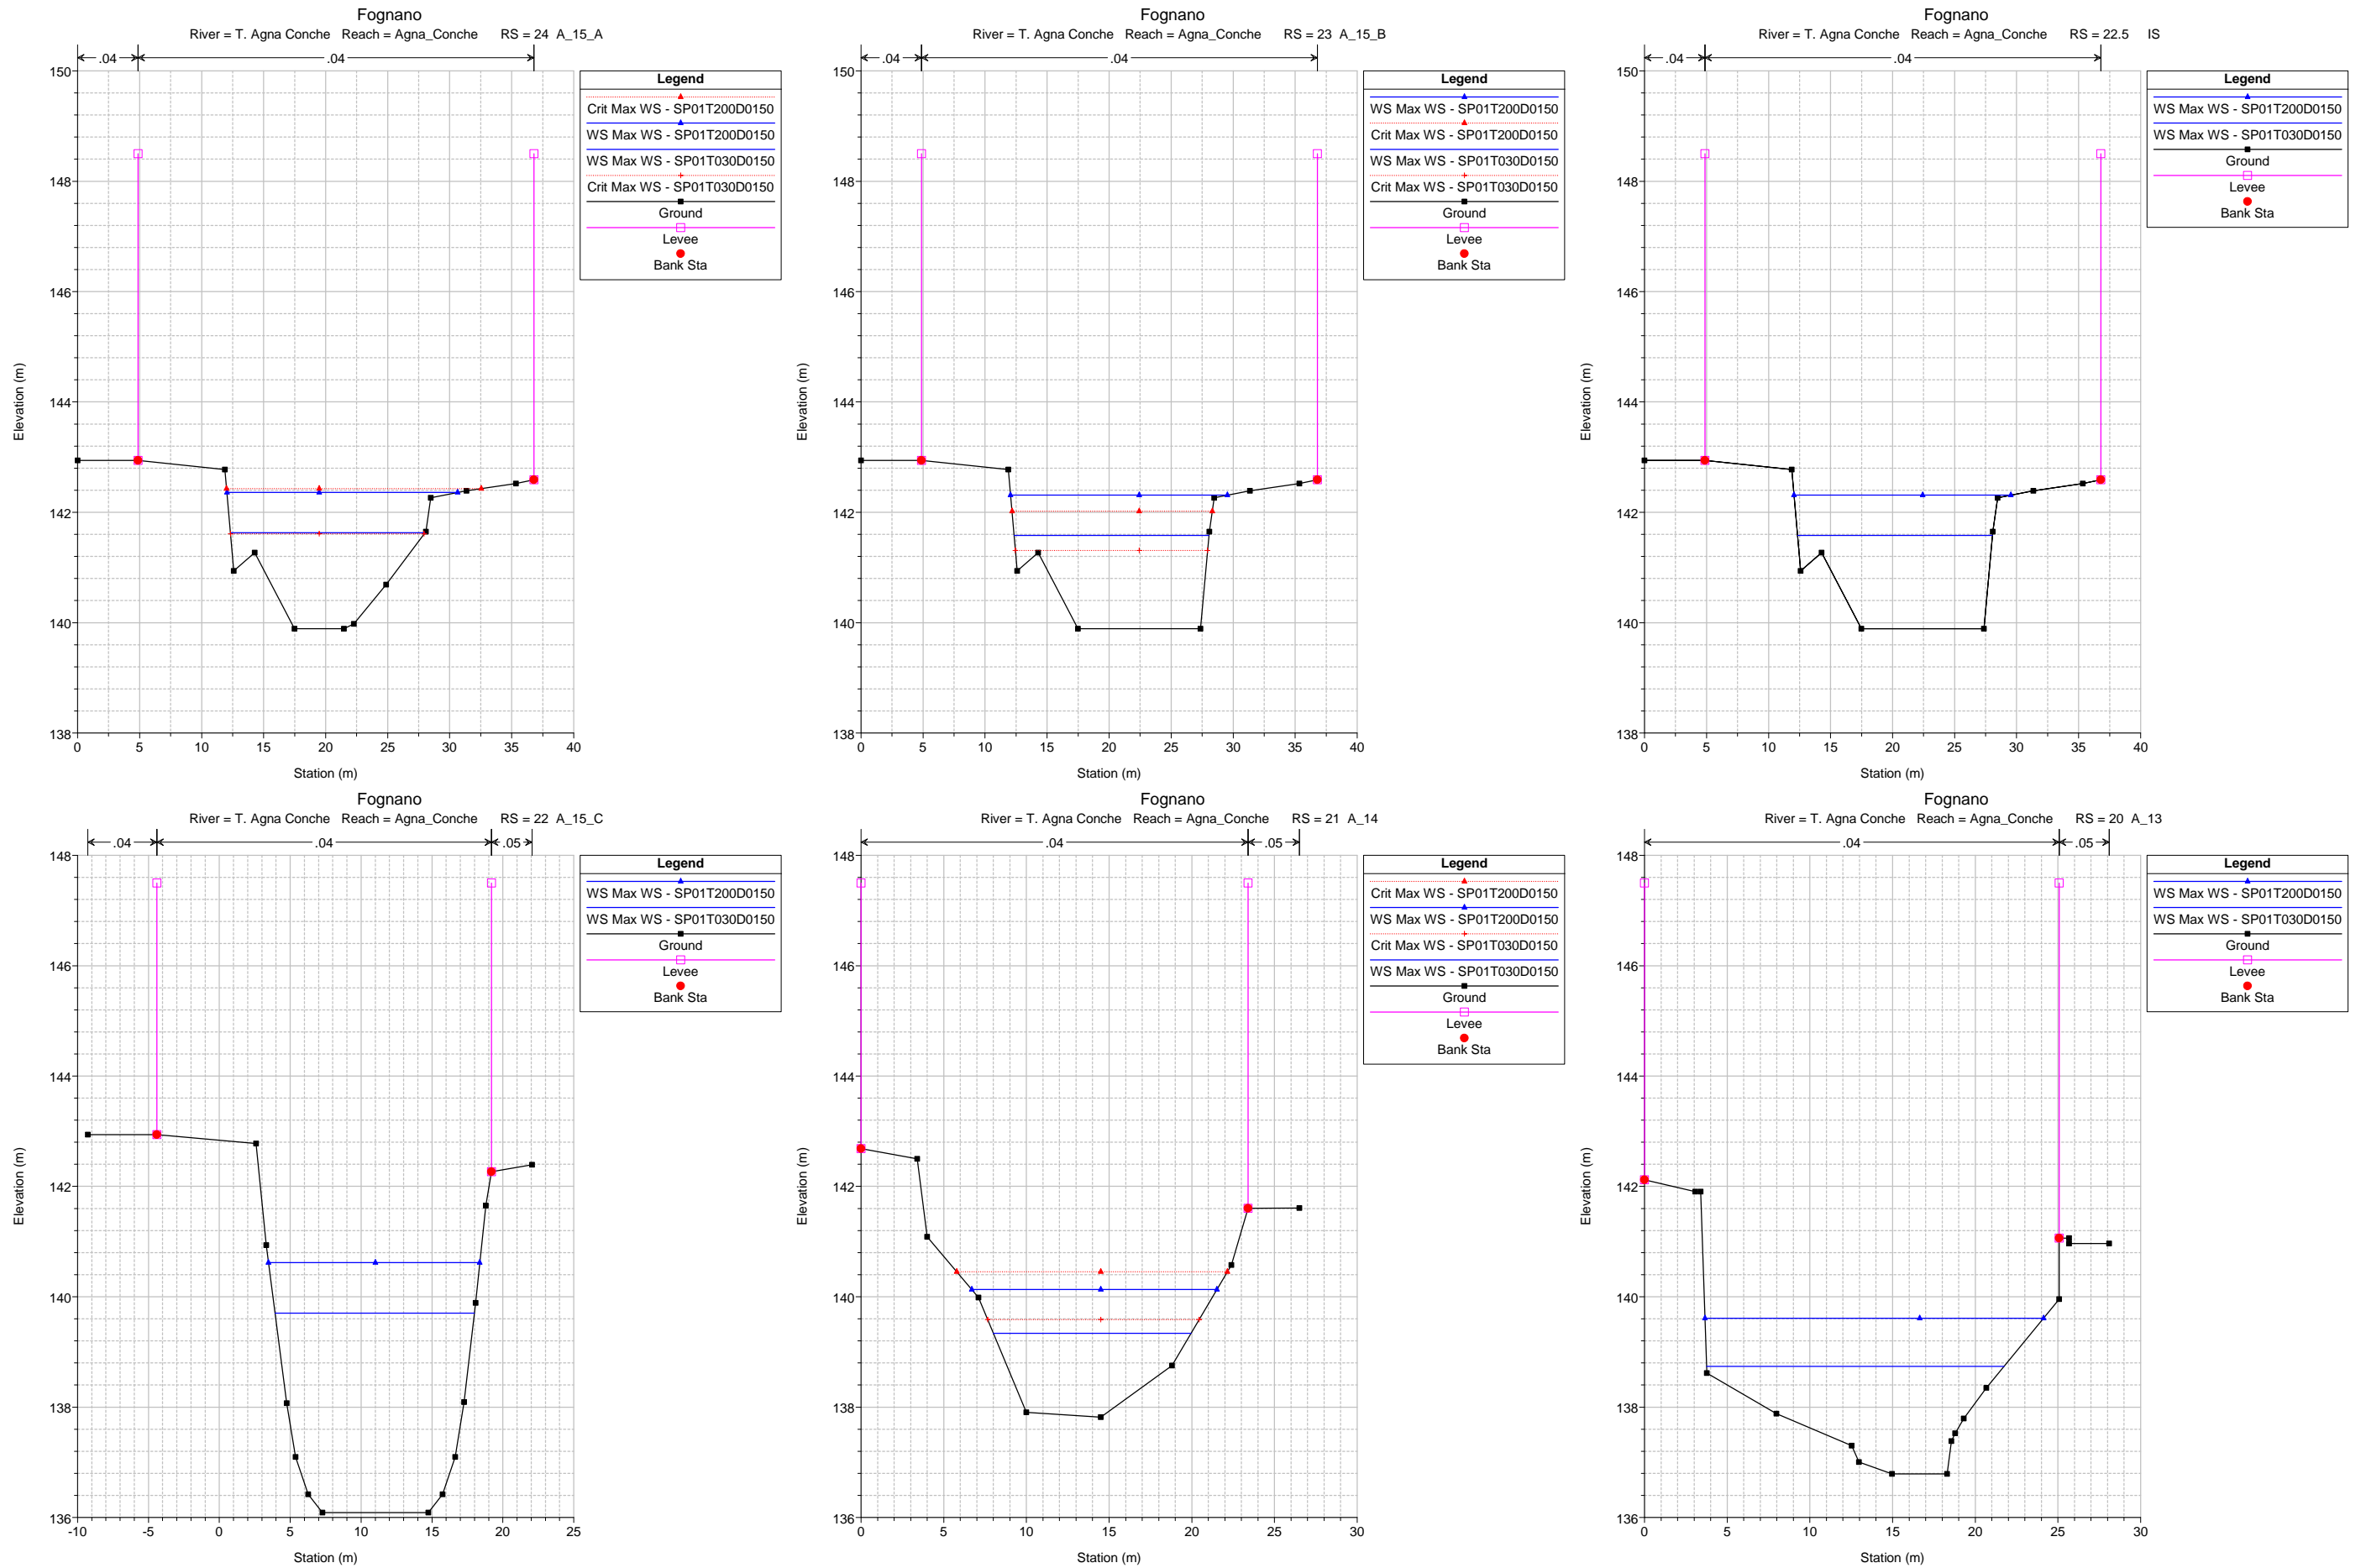 Fognano
River = T. Agna Conche Reach = Agna_Conche RS = 24 A_15_A
.04 .04
150
148
146
144
142
140
138
Elevation (m)
0 5 10 15 20 25 30 35 40
Station (m)
Legend
Crit Max WS - SP01T200D0150
WS Max WS - SP01T200D0150
WS Max WS - SP01T030D0150
Crit Max WS - SP01T030D0150
Ground
Levee
Bank Sta
Fognano
River = T. Agna Conche Reach = Agna_Conche RS = 23 A_15_B
.04 .04
150
148
146
144
142
140
138
Elevation (m)
0 5 10 15 20 25 30 35 40
Station (m)
Legend
WS Max WS - SP01T200D0150
Crit Max WS - SP01T200D0150
WS Max WS - SP01T030D0150
Crit Max WS - SP01T030D0150
Ground
Levee
Bank Sta
Fognano
River = T. Agna Conche Reach = Agna_Conche RS = 22.5 IS
.04 .04
150
148
146
144
142
140
138
Elevation (m)
0 5 10 15 20 25 30 35 40
Station (m)
Legend
WS Max WS - SP01T200D0150
WS Max WS - SP01T030D0150
Ground
Levee
Bank Sta
Fognano
River = T. Agna Conche Reach = Agna_Conche RS = 22 A_15_C
.04 .04 .05
148
146
144
142
140
138
136
Elevation (m)
-10 -5 0 5 10 15 20 25
Station (m)
Legend
WS Max WS - SP01T200D0150
WS Max WS - SP01T030D0150
Ground
Levee
Bank Sta
Fognano
River = T. Agna Conche Reach = Agna_Conche RS = 21 A_14
.04 .05
148
146
144
142
140
138
136
Elevation (m)
0 5 10 15 20 25 30
Station (m)
Legend
Crit Max WS - SP01T200D0150
WS Max WS - SP01T200D0150
Crit Max WS - SP01T030D0150
WS Max WS - SP01T030D0150
Ground
Levee
Bank Sta
Fognano
River = T. Agna Conche Reach = Agna_Conche RS = 20 A_13
.04 .05
148
146
144
142
140
138
136
Elevation (m)
0 5 10 15 20 25 30
Station (m)
Legend
WS Max WS - SP01T200D0150
WS Max WS - SP01T030D0150
Ground
Levee
Bank Sta